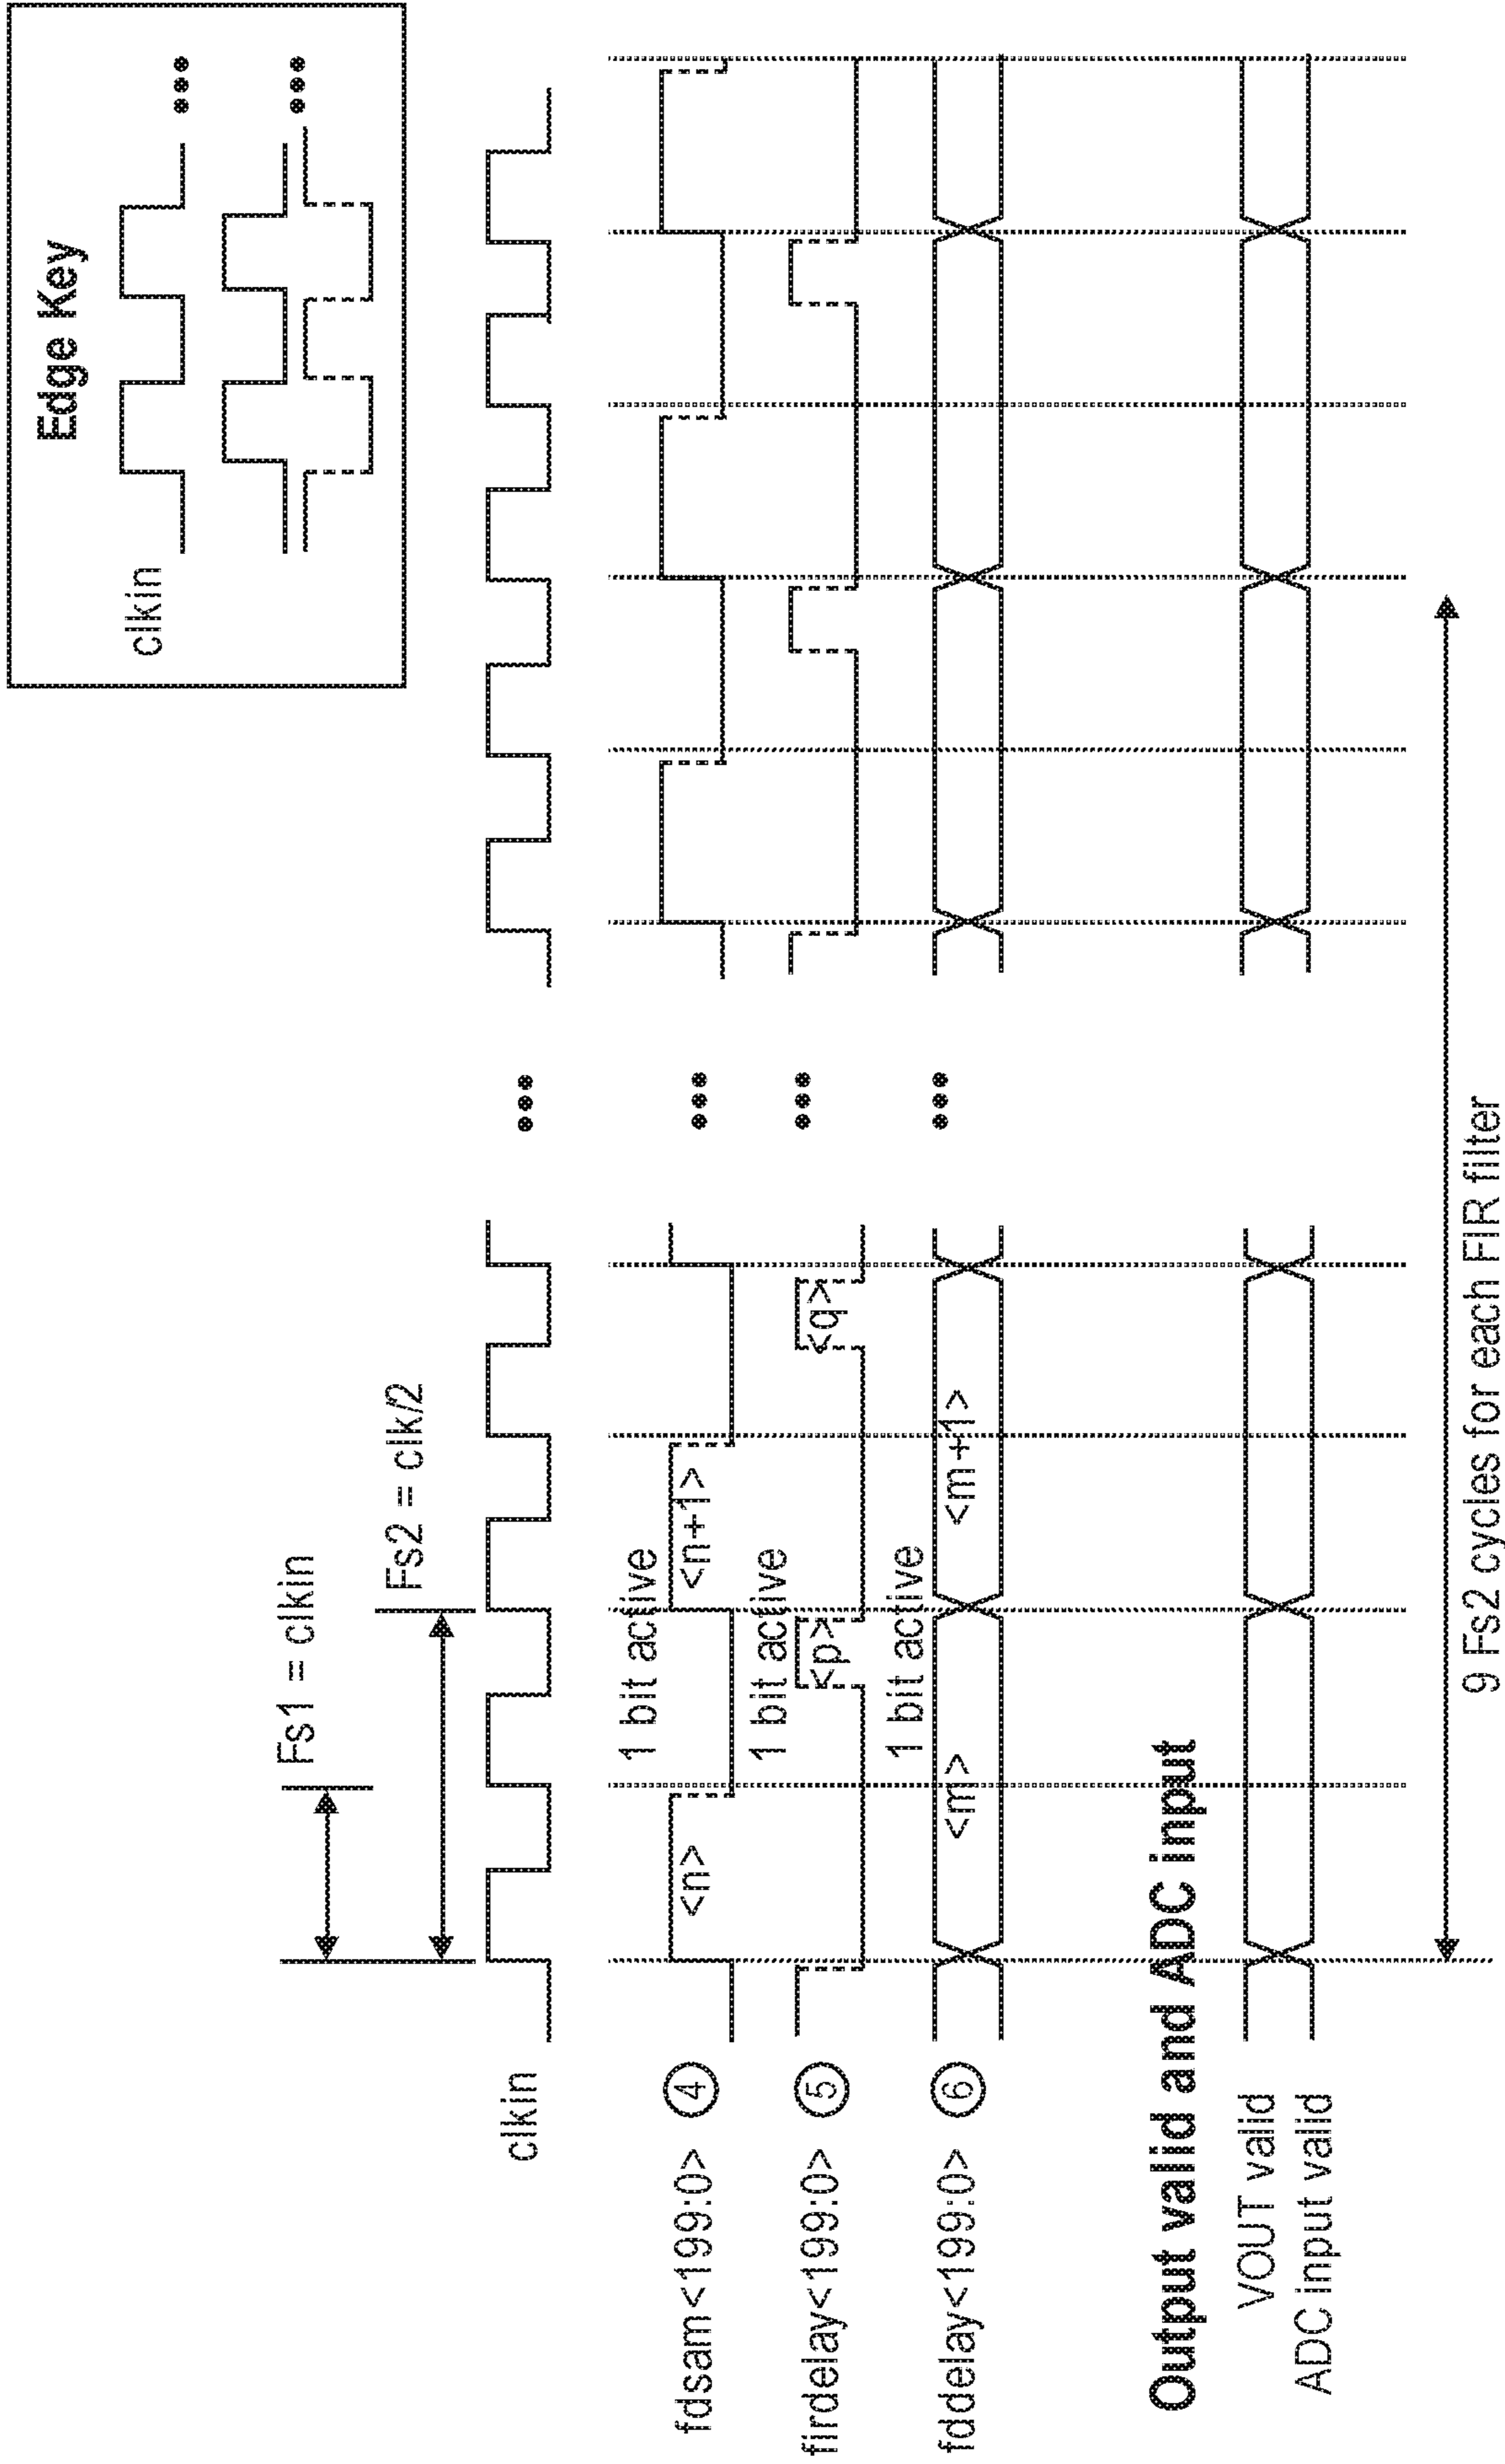 Edge Key
clkin
Fs1 = clkin
Fs2 = clk/2
clkin
1 bit active
fdsam<199:0> 4 <n> <n+1>
1 bit active
firdelay<199:0> 5 <p> <q>
1 bit active
fddelay<199:0> 6 <m> <m+1>
Output valid and ADC input
VOUT valid
ADC input valid
9 Fs2 cycles for each FIR filter